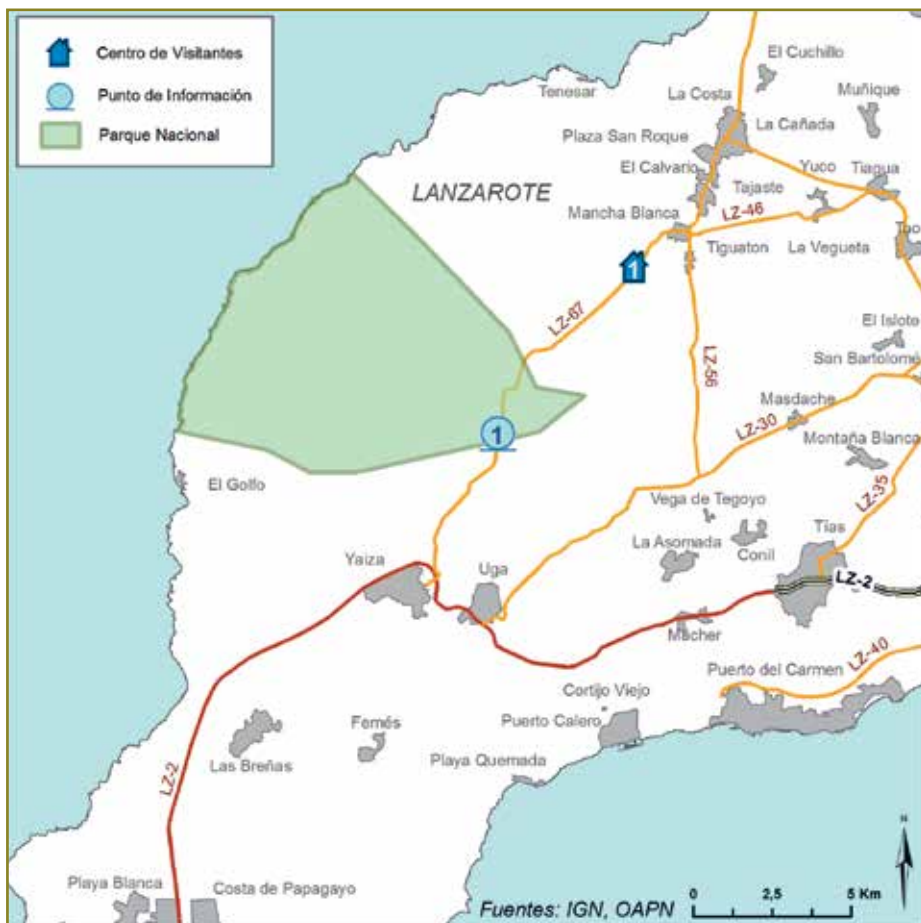 Centro de Visitantes
Punto de Información
Parque Nacional
El Cuchillo
Tenesar
La Costa
Muñique
Plaza San Roque
La Cañada
El Calvario
Yuco
Tiagua
LANZAROTE
Tajaste
Mancha Blanca
LZ-46
Tao
Tiguaton
La Vegueta
1
LZ-67
El Islote
LZ-56
San Bartolomé
Masdache
1
LZ-30
Montaña Blanca
El Golfo
LZ-35
Vega de Tegoyo
La Asomada
Conil
Tías
Yaiza
Uga
LZ-2
Macher
Puerto del Carmen
LZ-40
Cortijo Viejo
Femés
Puerto Calero
Las Breñas
Playa Quemada
LZ-2
N
Playa Blanca
Costa de Papagayo
Fuentes: IGN, OAPN
0 2,5 5 Km